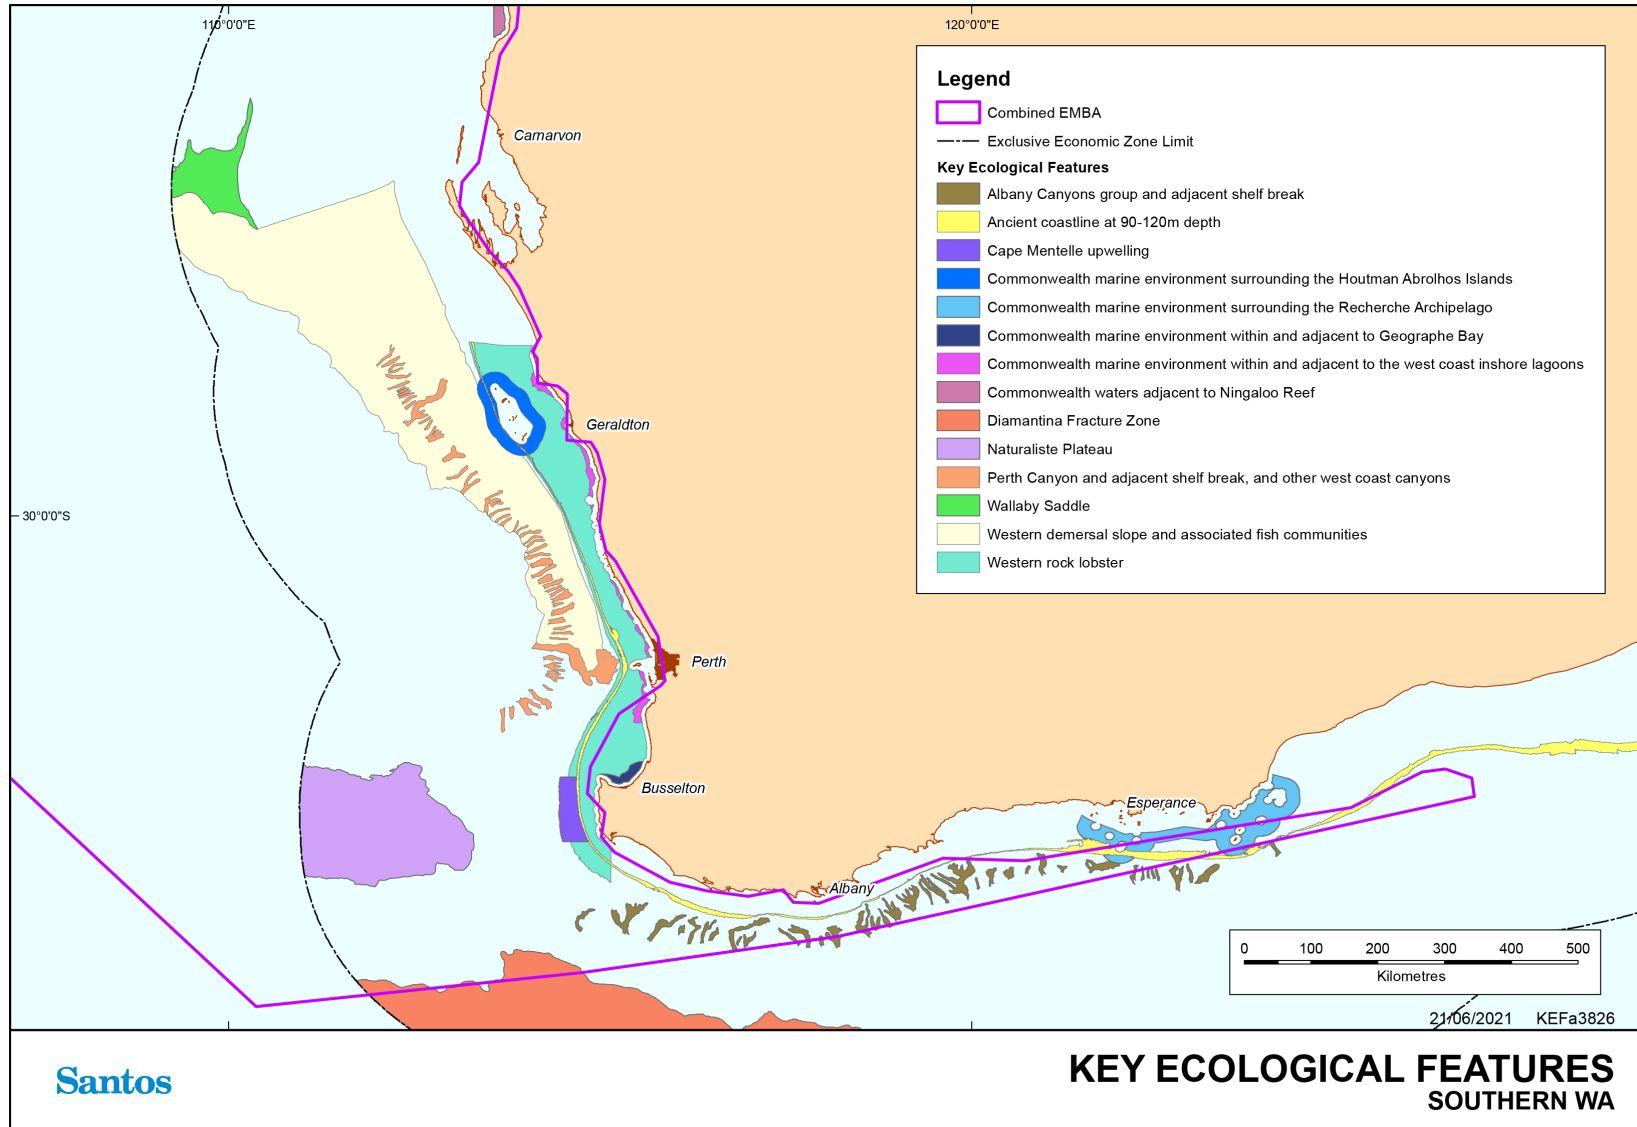 110°0'0"E
120°0'0"E
Legend
Combined EMBA
Exclusive Economic Zone Limit
Key Ecological Features
Albany Canyons group and adjacent shelf break
Ancient coastline at 90-120m depth
Cape Mentelle upwelling
Commonwealth marine environment surrounding the Houtman Abrolhos Islands
Commonwealth marine environment surrounding the Recherche Archipelago
Commonwealth marine environment within and adjacent to Geographe Bay
Commonwealth marine environment within and adjacent to the west coast inshore lagoons
Commonwealth waters adjacent to Ningaloo Reef
Diamantina Fracture Zone
Naturaliste Plateau
Perth Canyon and adjacent shelf break, and other west coast canyons
Wallaby Saddle
Western demersal slope and associated fish communities
Western rock lobster
Carnarvon
Geraldton
30°0'0"S
Perth
Busselton
Esperance
Albany
0 100 200 300 400 500
Kilometres
21/06/2021 KEFa3826
Santos
KEY ECOLOGICAL FEATURES
SOUTHERN WA